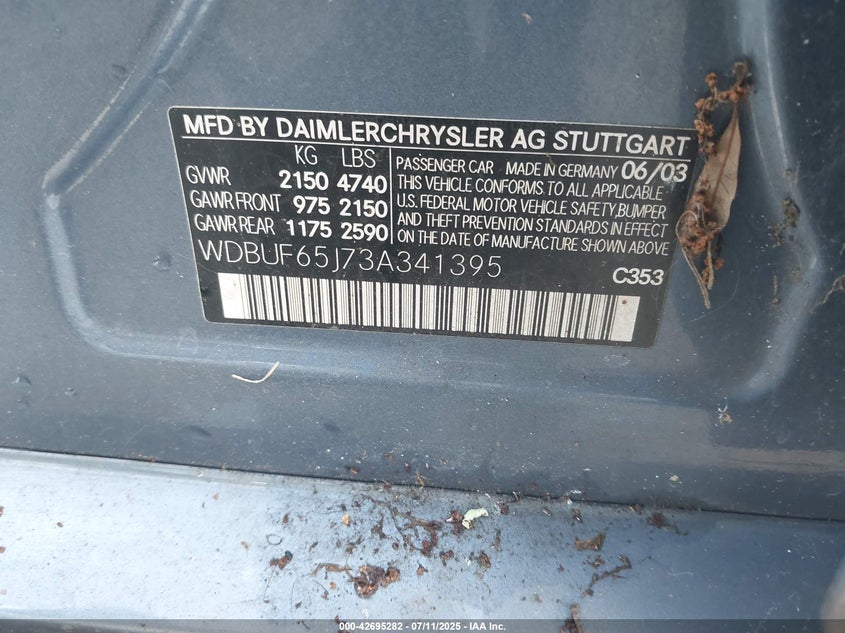 MFD BY DAIMLERCHRYSLER AG STUTTGART
KG LBS
GVWR 2150 4740
GAWR FRONT 975 2150
GAWR REAR 1175 2590
PASSENGER CAR MADE IN GERMANY 06/03
THIS VEHICLE CONFORMS TO ALL APPLICABLE
U.S. FEDERAL MOTOR VEHICLE SAFETY, BUMPER
AND THEFT PREVENTION STANDARDS IN EFFECT
ON THE DATE OF MANUFACTURE SHOWN ABOVE
WDBUF65J73A341395
C353
000-42695282 - 07/11/2025 - IAA Inc.